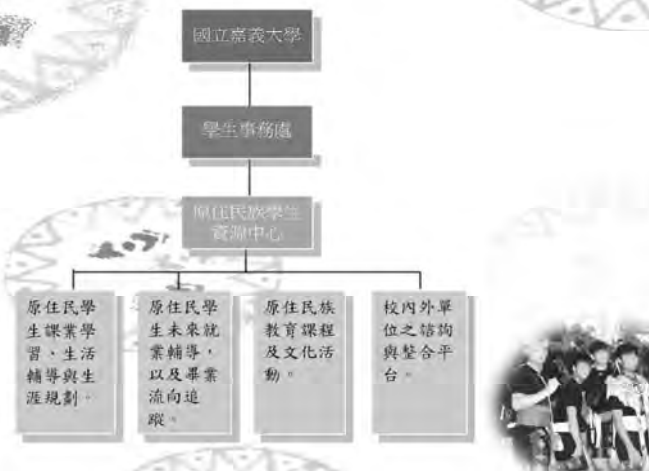 國立嘉義大學
學生事務處
原住民族學生
資源中心
原住民學
生課業學
習、生活
輔導與生
涯規劃。
原住民學
生未來就
業輔導，
以及畢業
流向追
蹤。
原住民族
教育課程
及文化活
動。
校內外單
位之諮詢
與整合平
台。